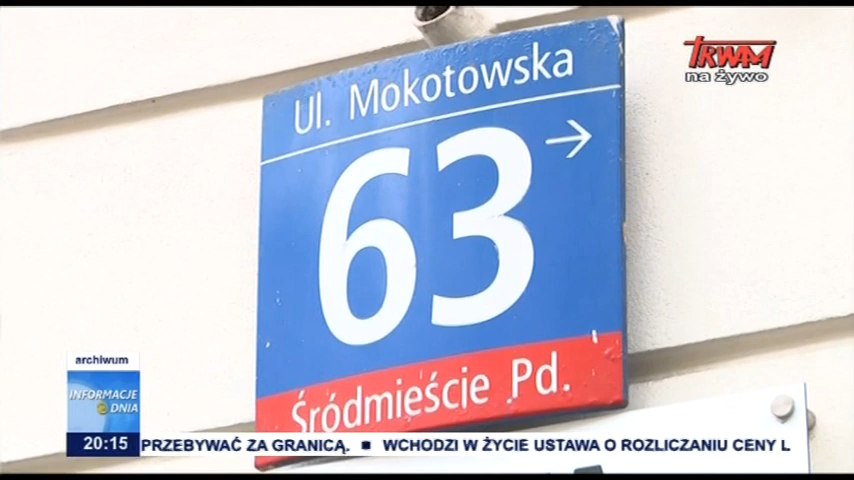 TRWAM
na żywo
Ul. Mokotowska
63
Śródmieście Pd.
archiwum
INFORMACJE
DNIA
20:15 PRZEBYWAĆ ZA GRANICĄ. ■ WCHODZI W ŻYCIE USTAWA O ROZLICZANIU CENY L